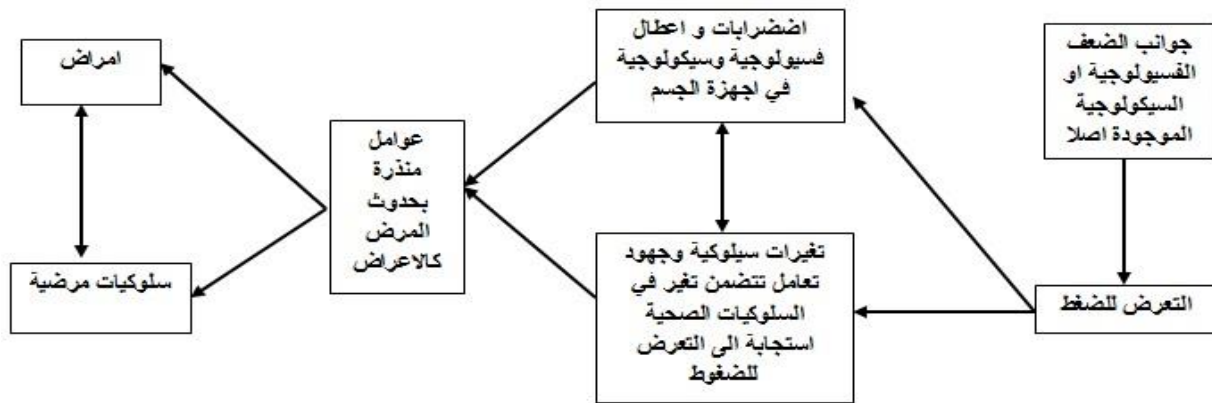 جوانب الضعف
الفسيولوجية او
السيكولوجية
الموجودة اصلا
التعرض للضغط
اضضرابات و اعطال
فسيولوجية وسيكولوجية
في اجهزة الجسم
تغيرات سيلوكية وجهود
تعامل تتضمن تغير في
السلوكيات الصحية
استجابة الى التعرض
للضغوط
عوامل
منذرة
بحدوث
المرض
كالاعراض
امراض
سلوكيات مرضية